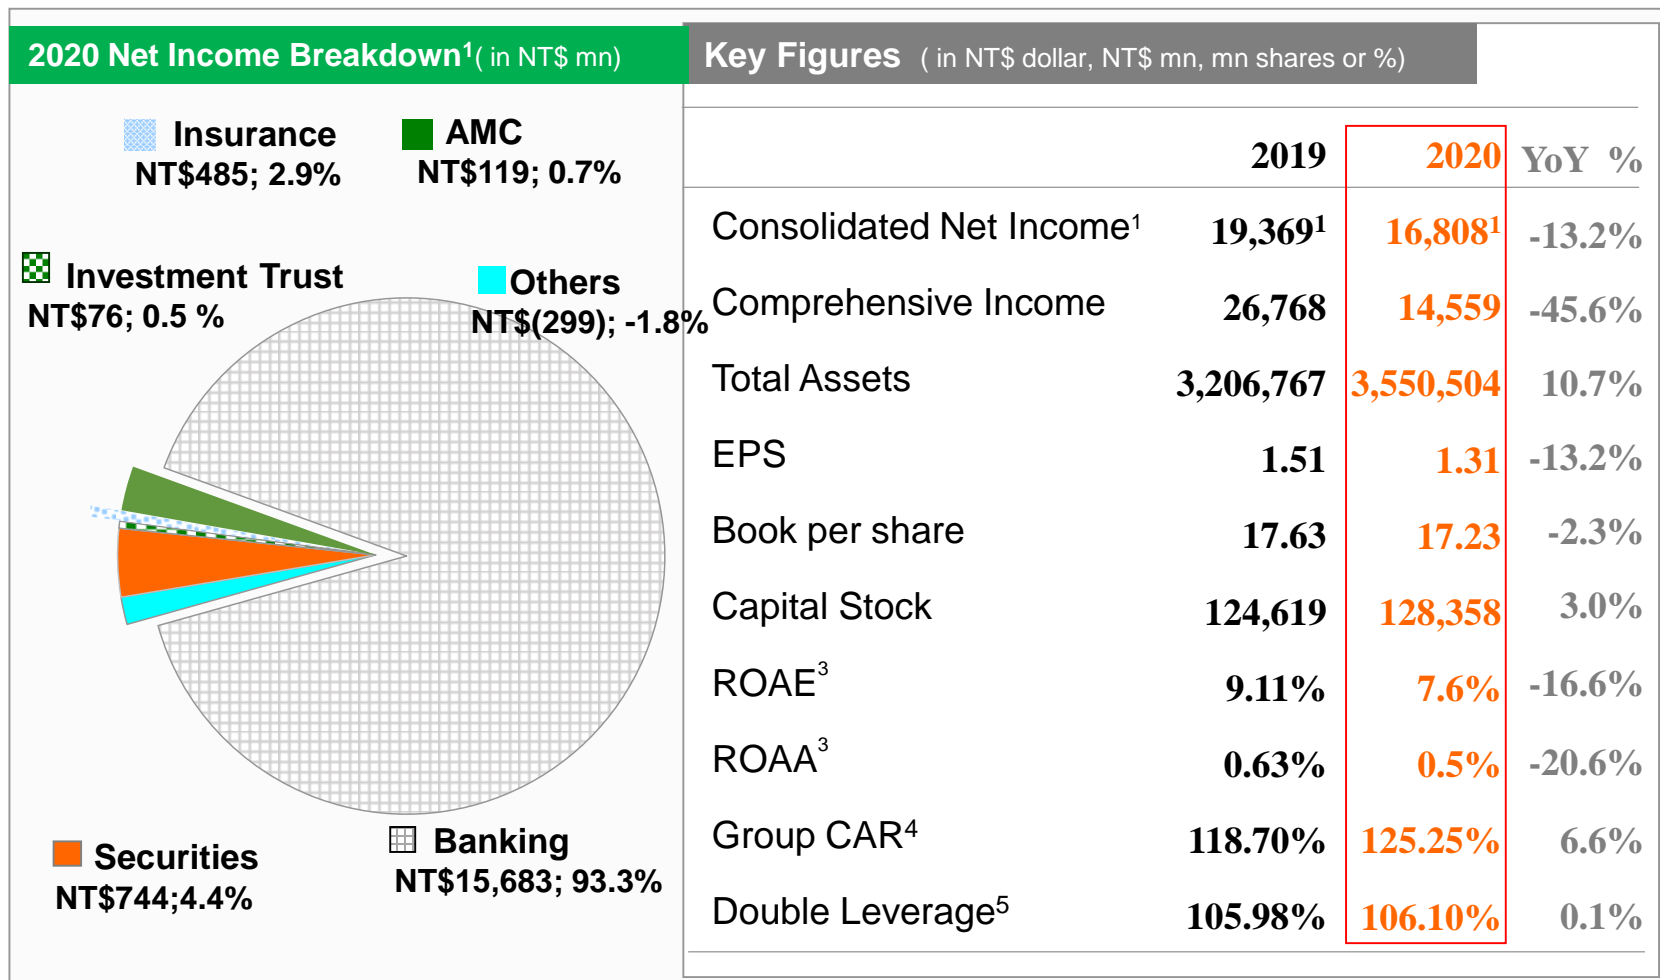 2020 Net Income Breakdown¹( in NT$ mn)
Insurance
NT$485; 2.9%
AMC
NT$119; 0.7%
Investment Trust
NT$76; 0.5 %
Others
NT$(299); -1.8%
Securities
NT$744;4.4%
Banking
NT$15,683; 93.3%
Key Figures ( in NT$ dollar, NT$ mn, mn shares or %)
2019 2020 YoY %
Consolidated Net Income¹ 19,369¹ 16,808¹ -13.2%
Comprehensive Income 26,768 14,559 -45.6%
Total Assets 3,206,767 3,550,504 10.7%
EPS 1.51 1.31 -13.2%
Book per share 17.63 17.23 -2.3%
Capital Stock 124,619 128,358 3.0%
ROAE³ 9.11% 7.6% -16.6%
ROAA³ 0.63% 0.5% -20.6%
Group CAR⁴ 118.70% 125.25% 6.6%
Double Leverage⁵ 105.98% 106.10% 0.1%